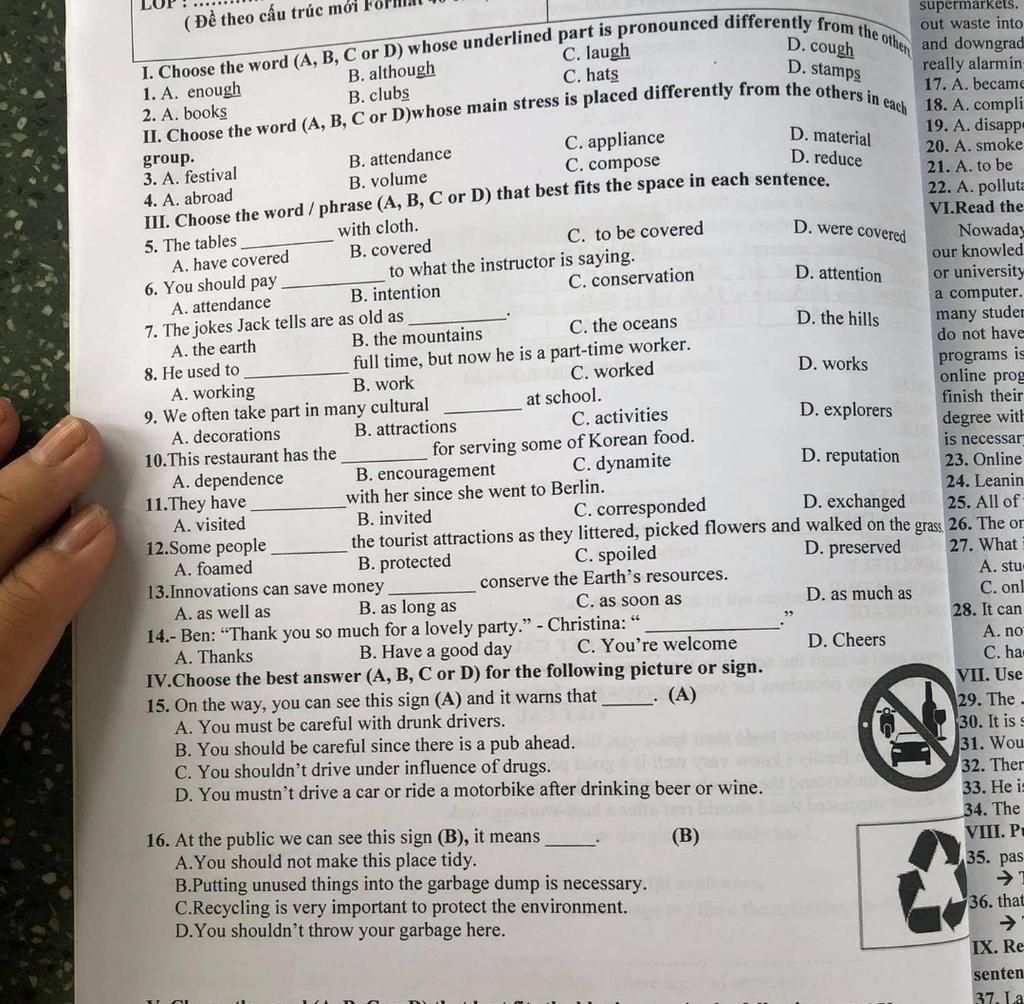 LỚP : ..........
( Đề theo cấu trúc mới Format
I. Choose the word (A, B, C or D) whose underlined part is pronounced differently from the others
1. A. enough B. although C. laugh D. cough
2. A. books B. clubs C. hats D. stamps
II. Choose the word (A, B, C or D)whose main stress is placed differently from the others in each
group.
3. A. festival B. attendance C. appliance D. material
4. A. abroad B. volume C. compose D. reduce
III. Choose the word / phrase (A, B, C or D) that best fits the space in each sentence.
5. The tables __________ with cloth.
A. have covered B. covered C. to be covered D. were covered
6. You should pay __________ to what the instructor is saying.
A. attendance B. intention C. conservation D. attention
7. The jokes Jack tells are as old as __________.
A. the earth B. the mountains C. the oceans D. the hills
8. He used to __________ full time, but now he is a part-time worker.
A. working B. work C. worked D. works
9. We often take part in many cultural ________ at school.
A. decorations B. attractions C. activities D. explorers
10.This restaurant has the _________ for serving some of Korean food.
A. dependence B. encouragement C. dynamite D. reputation
11.They have __________ with her since she went to Berlin.
A. visited B. invited C. corresponded D. exchanged
12.Some people ________ the tourist attractions as they littered, picked flowers and walked on the grass.
A. foamed B. protected C. spoiled D. preserved
13.Innovations can save money _________ conserve the Earth's resources.
A. as well as B. as long as C. as soon as D. as much as
14.- Ben: “Thank you so much for a lovely party.” - Christina: “ ______________.”
A. Thanks B. Have a good day C. You're welcome D. Cheers
IV.Choose the best answer (A, B, C or D) for the following picture or sign.
15. On the way, you can see this sign (A) and it warns that _____. (A)
A. You must be careful with drunk drivers.
B. You should be careful since there is a pub ahead.
C. You shouldn't drive under influence of drugs.
D. You mustn't drive a car or ride a motorbike after drinking beer or wine.
16. At the public we can see this sign (B), it means _____. (B)
A.You should not make this place tidy.
B.Putting unused things into the garbage dump is necessary.
C.Recycling is very important to protect the environment.
D.You shouldn't throw your garbage here.
supermarkets.
out waste into
and downgrad
really alarmin
17. A. became
18. A. compli
19. A. disapp
20. A. smoke
21. A. to be
22. A. polluta
VI.Read the
Nowaday
our knowled
or university
a computer.
many studen
do not have
programs is
online prog
finish their
degree with
is necessary
23. Online
24. Leanin
25. All of
26. The on
27. What i
A. stu
C. onl
28. It can
A. no
C. ha
VII. Use
29. The
30. It is s
31. Wou
32. Ther
33. He is
34. The
VIII. Pu
35. pas
→ T
36. that
→
IX. Re
senten
37. La